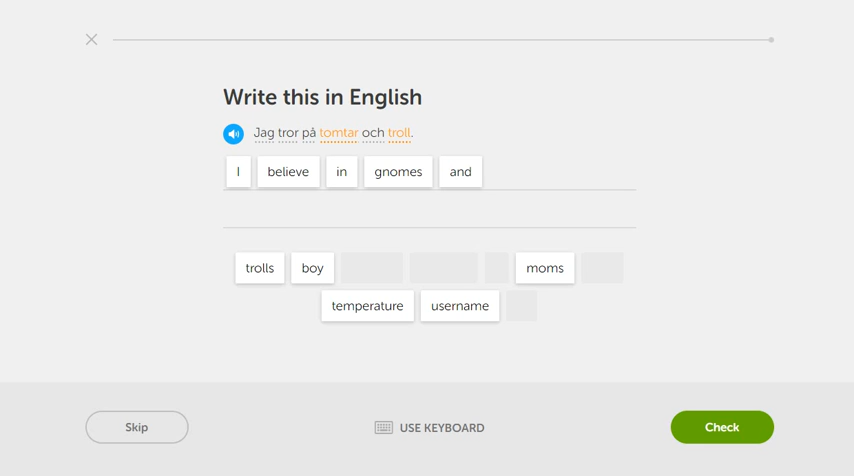 Write this in English
Jag tror på tomtar och troll.
I believe in gnomes and
trolls boy moms
temperature username
Skip USE KEYBOARD Check